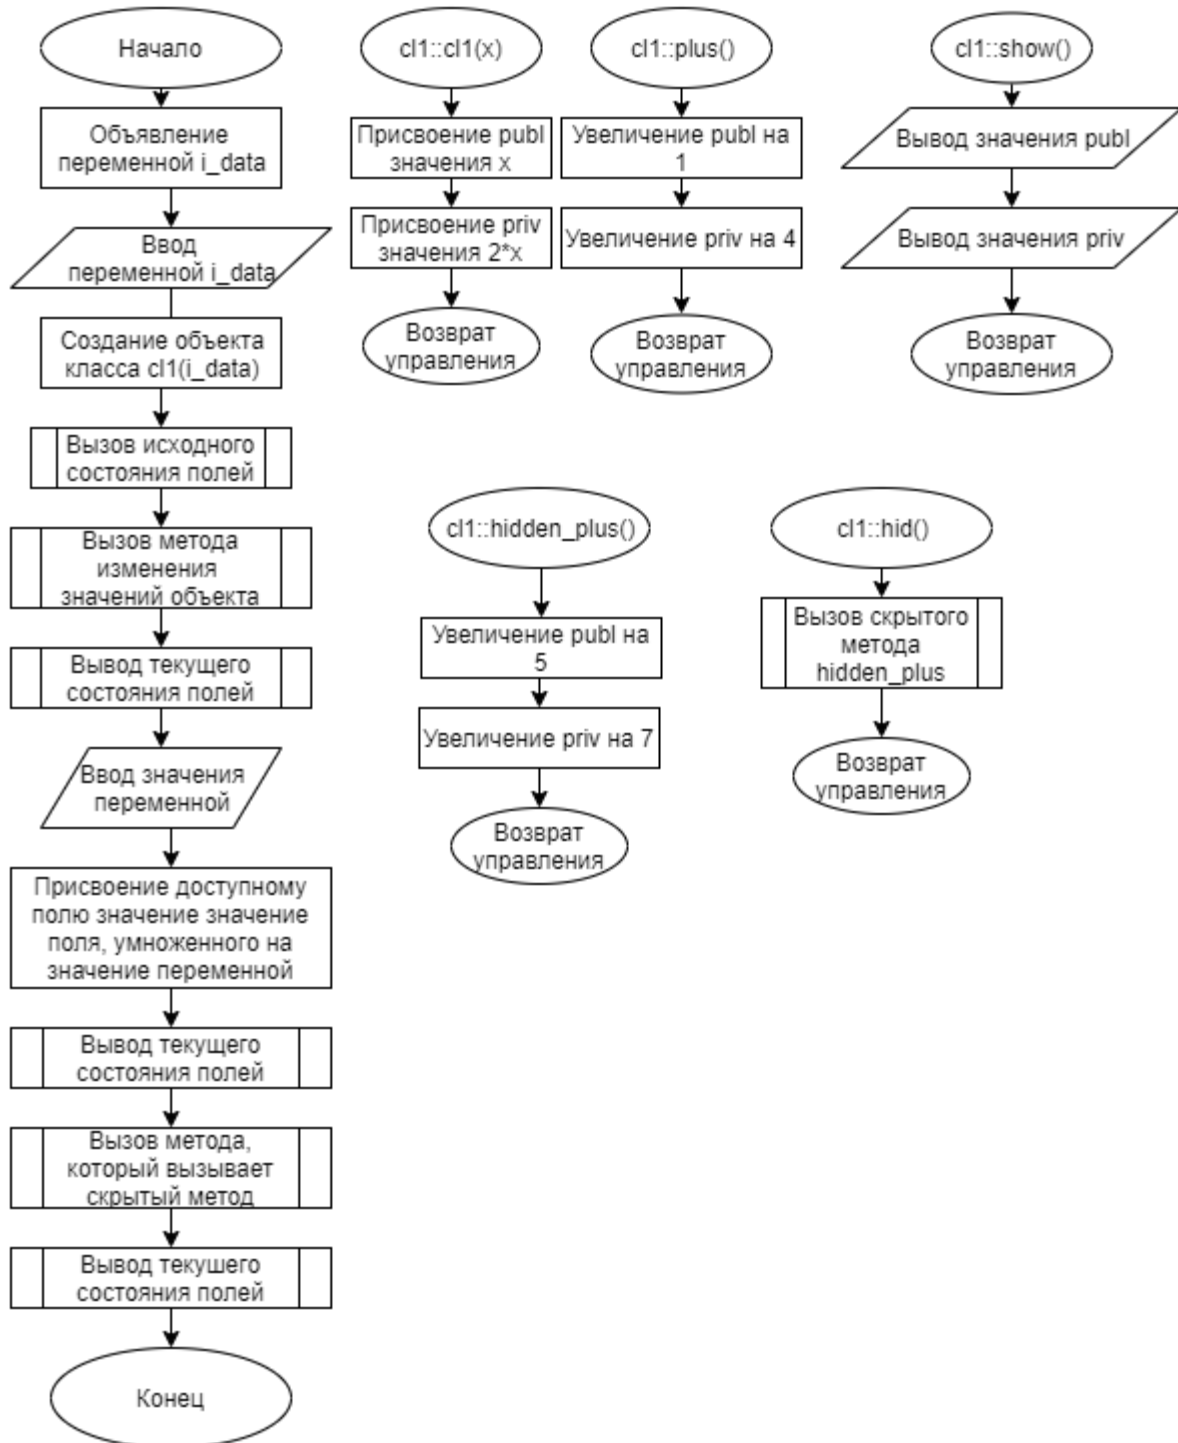 Начало
Объявление
переменной i_data
Ввод
переменной i_data
Создание объекта
класса cl1(i_data)
Вызов исходного
состояния полей
Вызов метода
изменения
значений объекта
Вывод текущего
состояния полей
Ввод значения
переменной
Присвоение доступному
полю значение значение
поля, умноженного на
значение переменной
Вывод текущего
состояния полей
Вызов метода,
который вызывает
скрытый метод
Вывод текушего
состояния полей
Конец
cl1::cl1(x)
Присвоение publ
значения x
Присвоение priv
значения 2*x
Возврат
управления
cl1::plus()
Увеличение publ на
1
Увеличение priv на 4
Возврат
управления
cl1::show()
Вывод значения publ
Вывод значения priv
Возврат
управления
cl1::hidden_plus()
Увеличение publ на
5
Увеличение priv на 7
Возврат
управления
cl1::hid()
Вызов скрытого
метода
hidden_plus
Возврат
управления